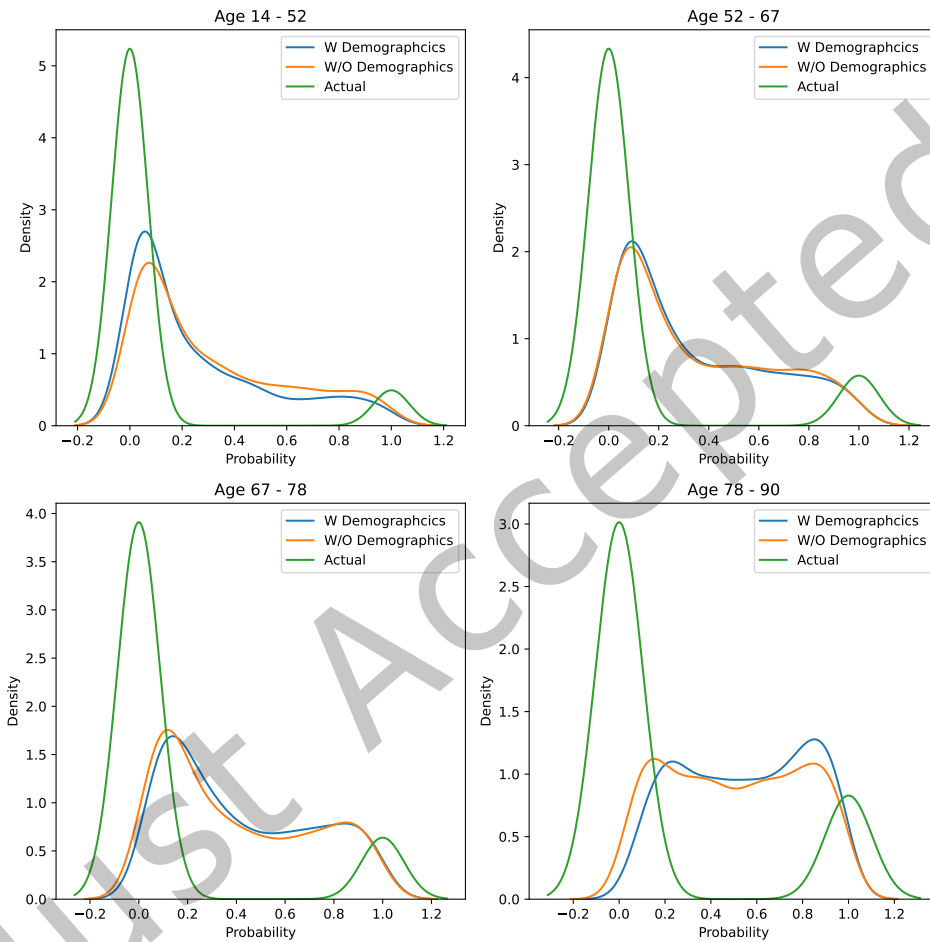 Age 14 - 52
W Demographcics
W/O Demographics
Actual
Density
5
4
3
2
1
0
−0.2 0.0 0.2 0.4 0.6 0.8 1.0 1.2
Probability
Age 52 - 67
W Demographcics
W/O Demographics
Actual
Density
4
3
2
1
0
−0.2 0.0 0.2 0.4 0.6 0.8 1.0 1.2
Probability
Age 67 - 78
W Demographcics
W/O Demographics
Actual
Density
4.0
3.5
3.0
2.5
2.0
1.5
1.0
0.5
0.0
−0.2 0.0 0.2 0.4 0.6 0.8 1.0 1.2
Probability
Age 78 - 90
W Demographcics
W/O Demographics
Actual
Density
3.0
2.5
2.0
1.5
1.0
0.5
0.0
−0.2 0.0 0.2 0.4 0.6 0.8 1.0 1.2
Probability
Just Accepted